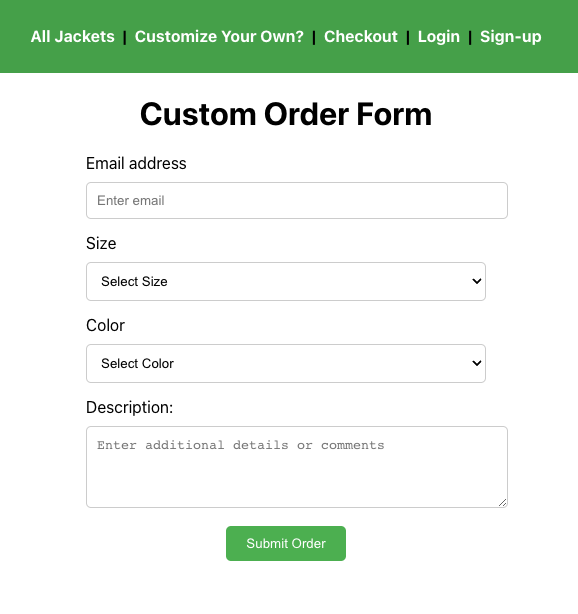 All Jackets | Customize Your Own? | Checkout | Login | Sign-up
Custom Order Form
Email address
Enter email
Size
Select Size
Color
Select Color
Description:
Enter additional details or comments
Submit Order